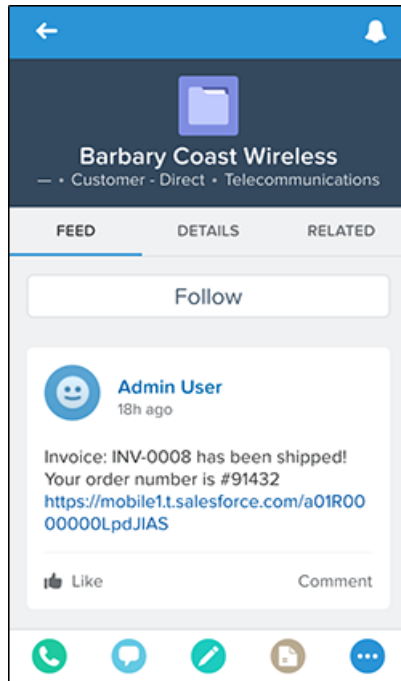 Barbary Coast Wireless
— • Customer - Direct • Telecommunications
FEED DETAILS RELATED
Follow
Admin User
18h ago
Invoice: INV-0008 has been shipped!
Your order number is #91432
https://mobile1.t.salesforce.com/a01R00
00000LpdJIAS
Like Comment